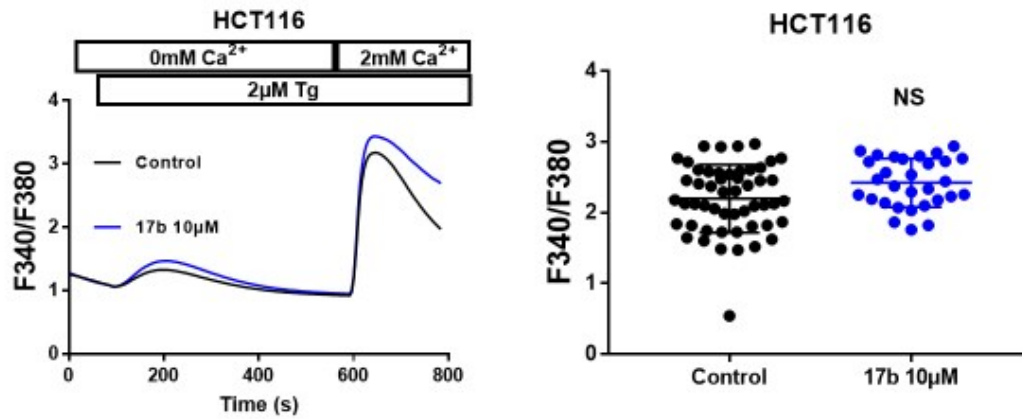 HCT116
0mM Ca²⁺
2mM Ca²⁺
2µM Tg
F340/F380
4
3
2
1
0
Control
17b 10µM
0
200
400
600
800
Time (s)
HCT116
F340/F380
4
3
2
1
0
NS
Control
17b 10µM